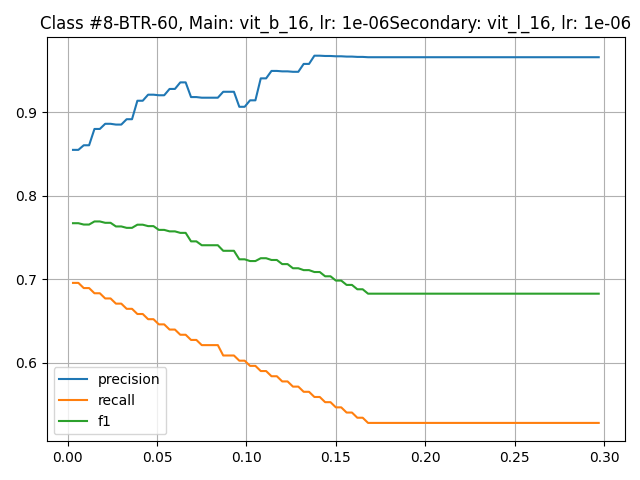 Class #8-BTR-60, Main: vit_b_16, lr: 1e-06Secondary: vit_l_16, lr: 1e-06
0.9
0.8
0.7
0.6
precision
recall
f1
0.00 0.05 0.10 0.15 0.20 0.25 0.30